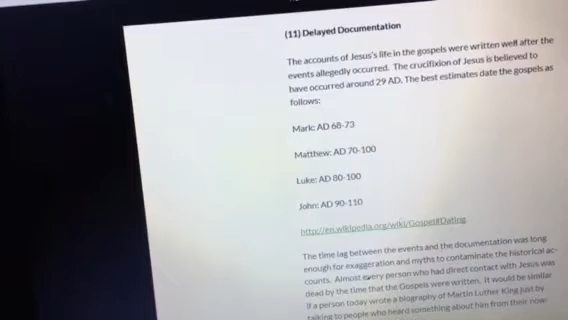 (11) Delayed Documentation
The accounts of Jesus's life in the gospels were written well after the
events allegedly occurred. The crucifixion of Jesus is believed to
have occurred around 29 AD. The best estimates date the gospels as
follows:
Mark: AD 68-73
Matthew: AD 70-100
Luke: AD 80-100
John: AD 90-110
http://en.wikipedia.org/wiki/Gospel#Dating
The time lag between the events and the documentation was long
enough for exaggeration and myths to contaminate the historical ac-
counts. Almost every person who had direct contact with Jesus was
dead by the time that the Gospels were written. It would be similar
if a person today wrote a biography of Martin Luther King just by
talking to people who heard something about him from their now-